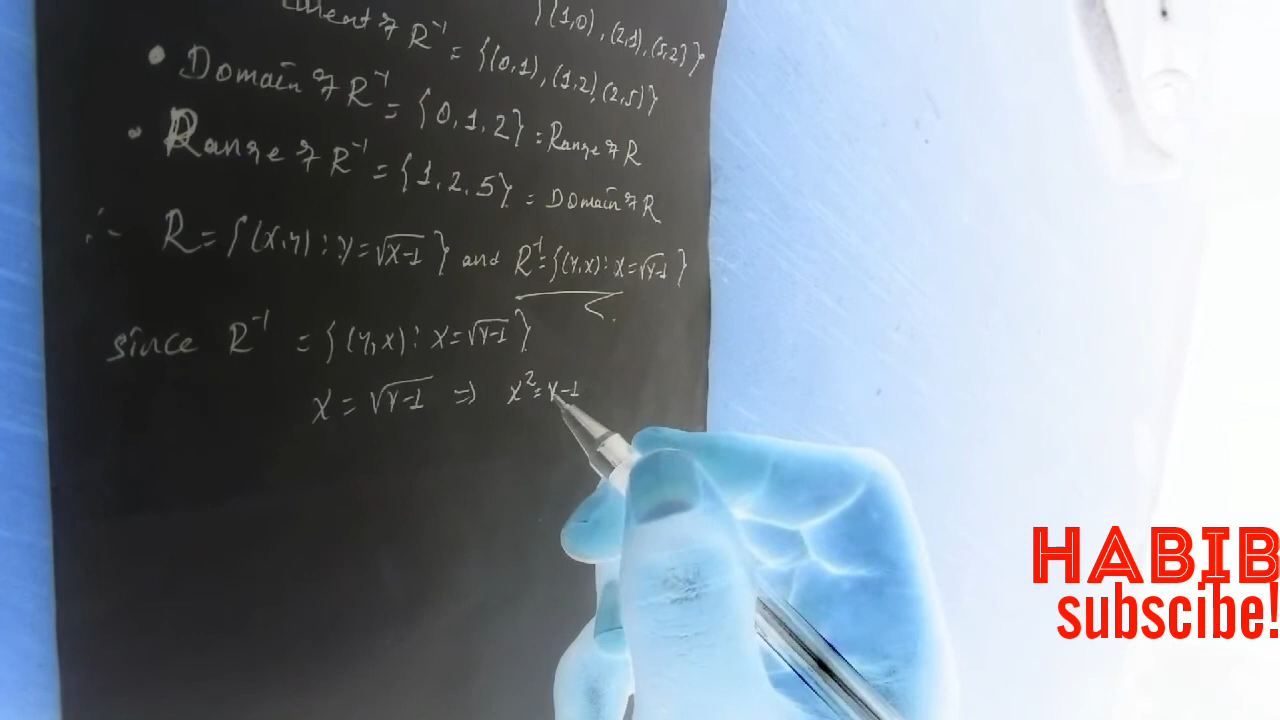 {(1,0), (2,1), (5,2)}
of R⁻¹ = {(0,1), (1,2), (2,5)}
• Domain of R⁻¹ = {0, 1, 2} = Range of R
• Range of R⁻¹ = {1, 2, 5} = Domain of R
∴ R = {(x,y) : y = √x-1} and R⁻¹ = {(y,x) : x = √y-1}
since R⁻¹ = {(y,x) : x = √y-1}
x = √y-1 ⇒ x² = y-1
HABIB
subscibe!